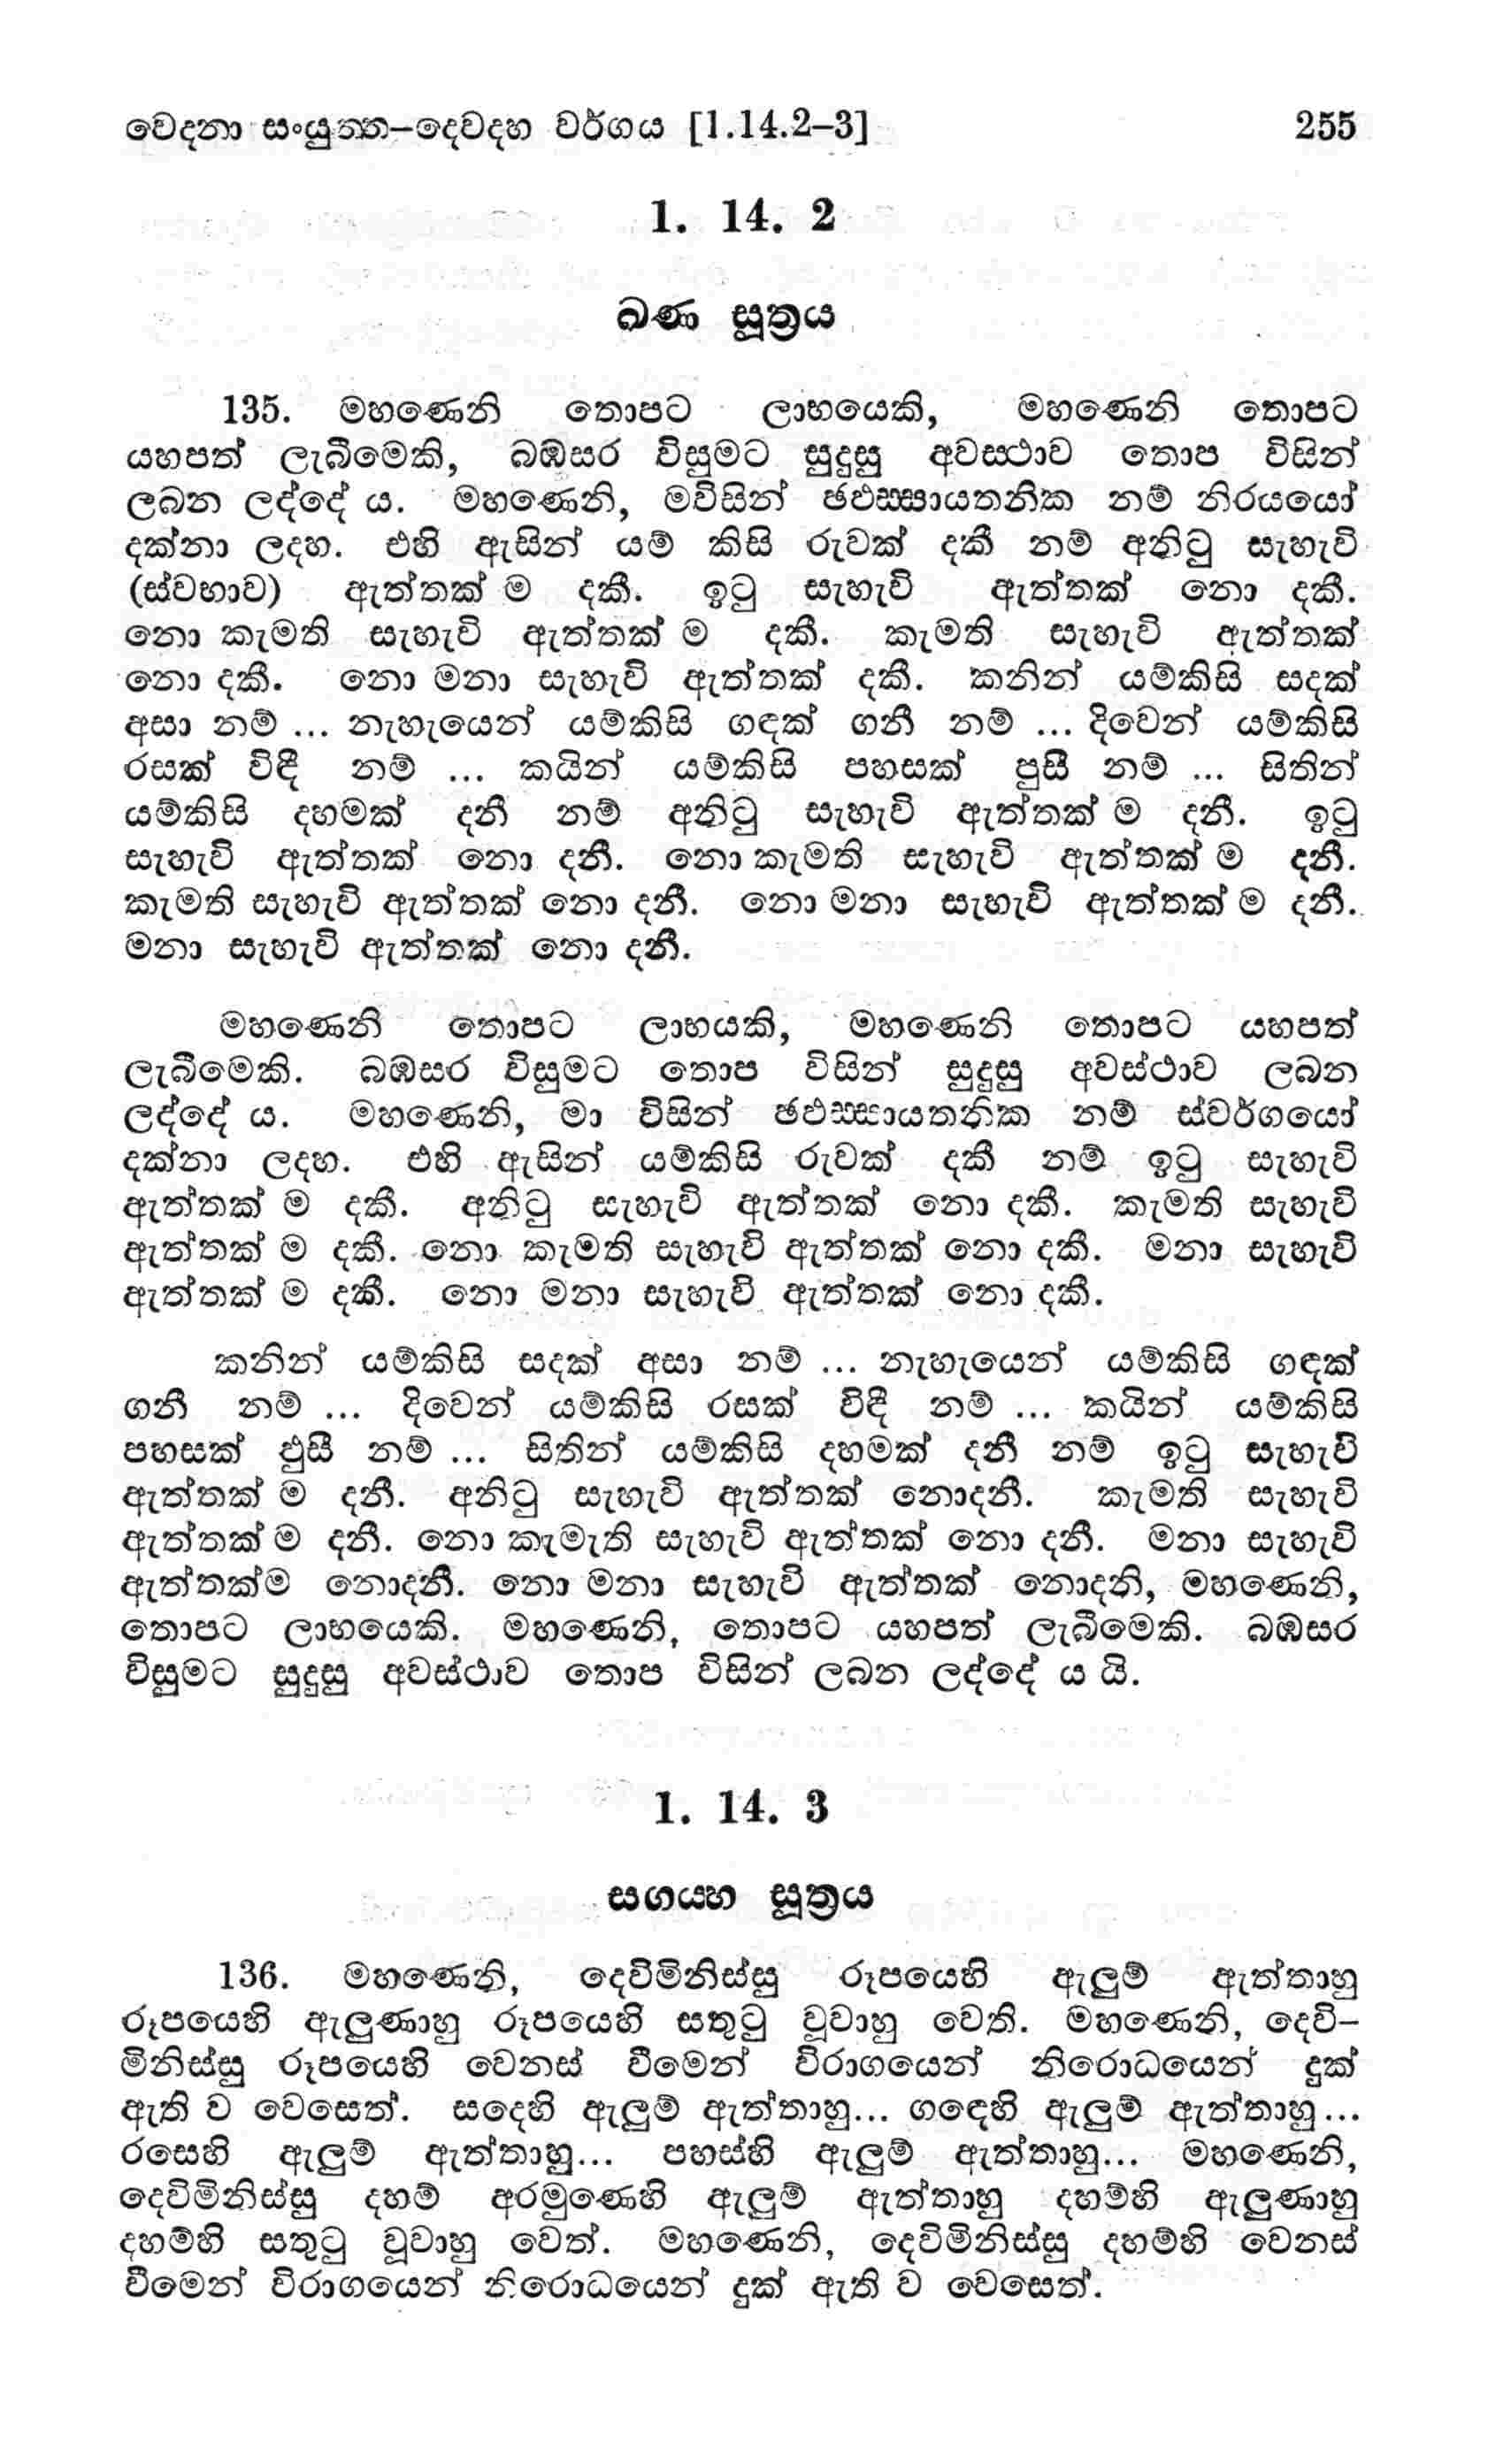 වෙදනා සංයුත්ත–දෙවදහ වර්ගය [1.14.2–3] 255
1. 14. 2
ඛණ සූත්‍රය
135. මහණෙනි තොපට ලාභයෙකි, මහණෙනි තොපට
යහපත් ලැබීමෙකි, බඹසර විසුමට සුදුසු අවස්ථාව තොප විසින්
ලබන ලද්දේ ය. මහණෙනි, මවිසින් ඡඵස්සායතනික නම් නිරයයෝ
දක්නා ලදහ. එහි ඇසින් යම් කිසි රුවක් දකී නම් අනිටු සැහැවි
(ස්වභාව) ඇත්තක් ම දකී. ඉටු සැහැවි ඇත්තක් නො දකී.
නො කැමති සැහැවි ඇත්තක් ම දකී. කැමති සැහැවි ඇත්තක්
නො දකී. නො මනා සැහැවි ඇත්තක් දකී. කනින් යම්කිසි සදක්
අසා නම් ... නැහැයෙන් යම්කිසි ගඳක් ගනී නම් ... දිවෙන් යම්කිසි
රසක් විඳී නම් ... කයින් යම්කිසි පහසක් පුසී නම් ... සිතින්
යම්කිසි දහමක් දනී නම් අනිටු සැහැවි ඇත්තක් ම දනී. ඉටු
සැහැවි ඇත්තක් නො දනී. නො කැමති සැහැවි ඇත්තක් ම දනී.
කැමති සැහැවි ඇත්තක් නො දනී. නො මනා සැහැවි ඇත්තක් ම දනී.
මනා සැහැවි ඇත්තක් නො දනී.
මහණෙනි තොපට ලාභයකි, මහණෙනි තොපට යහපත්
ලැබීමෙකි. බඹසර විසුමට තොප විසින් සුදුසු අවස්ථාව ලබන
ලද්දේ ය. මහණෙනි, මා විසින් ඡඵස්සායතනික නම් ස්වර්ගයෝ
දක්නා ලදහ. එහි ඇසින් යම්කිසි රුවක් දකී නම් ඉටු සැහැවි
ඇත්තක් ම දකී. අනිටු සැහැවි ඇත්තක් නො දකී. කැමති සැහැවි
ඇත්තක් ම දකී. නො කැමති සැහැවි ඇත්තක් නො දකී. මනා සැහැවි
ඇත්තක් ම දකී. නො මනා සැහැවි ඇත්තක් නො දකී.
කනින් යම්කිසි සදක් අසා නම් ... නැහැයෙන් යම්කිසි ගඳක්
ගනී නම් ... දිවෙන් යම්කිසි රසක් විඳී නම් ... කයින් යම්කිසි
පහසක් ඵුසී නම් ... සිතින් යම්කිසි දහමක් දනී නම් ඉටු සැහැවි
ඇත්තක් ම දනී. අනිටු සැහැවි ඇත්තක් නොදනී. කැමති සැහැවි
ඇත්තක් ම දනී. නො කැමැති සැහැවි ඇත්තක් නො දනී. මනා සැහැවි
ඇත්තක්ම නොදනී. නො මනා සැහැවි ඇත්තක් නොදනි, මහණෙනි,
තොපට ලාභයෙකි. මහණෙනි, තොපට යහපත් ලැබීමෙකි. බඹසර
විසුමට සුදුසු අවස්ථාව තොප විසින් ලබන ලද්දේ ය යි.
1. 14. 3
සගය්හ සූත්‍රය
136. මහණෙනි, දෙවිමිනිස්සු රූපයෙහි ඇලුම් ඇත්තාහු
රූපයෙහි ඇලුණාහු රූපයෙහි සතුටු වූවාහු වෙති. මහණෙනි, දෙවි–
මිනිස්සු රූපයෙහි වෙනස් වීමෙන් විරාගයෙන් නිරොධයෙන් දුක්
ඇති ව වෙසෙත්. සදෙහි ඇලුම් ඇත්තාහු... ගඳෙහි ඇලුම් ඇත්තාහු...
රසෙහි ඇලුම් ඇත්තාහු... පහස්හි ඇලුම් ඇත්තාහු... මහණෙනි,
දෙවිමිනිස්සු දහම් අරමුණෙහි ඇලුම් ඇත්තාහු දහම්හි ඇලුණාහු
දහම්හි සතුටු වූවාහු වෙත්. මහණෙනි, දෙවිමිනිස්සු දහම්හි වෙනස්
වීමෙන් විරාගයෙන් නිරොධයෙන් දුක් ඇති ව වෙසෙත්.